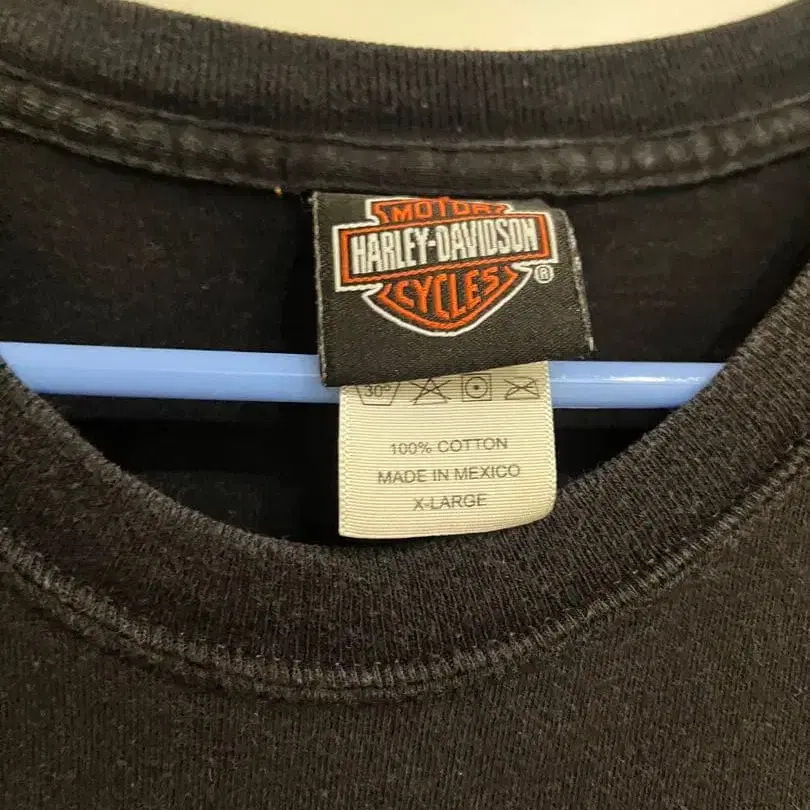 MOTOR
HARLEY-DAVIDSON
CYCLES
®
30°
100% COTTON
MADE IN MEXICO
X-LARGE